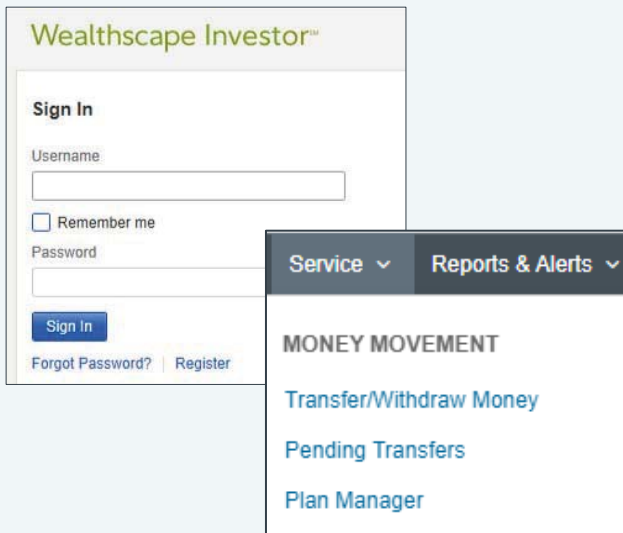 Wealthscape Investor℠
Sign In
Username
Remember me
Password
Sign In
Forgot Password? | Register
Service Reports & Alerts
MONEY MOVEMENT
Transfer/Withdraw Money
Pending Transfers
Plan Manager